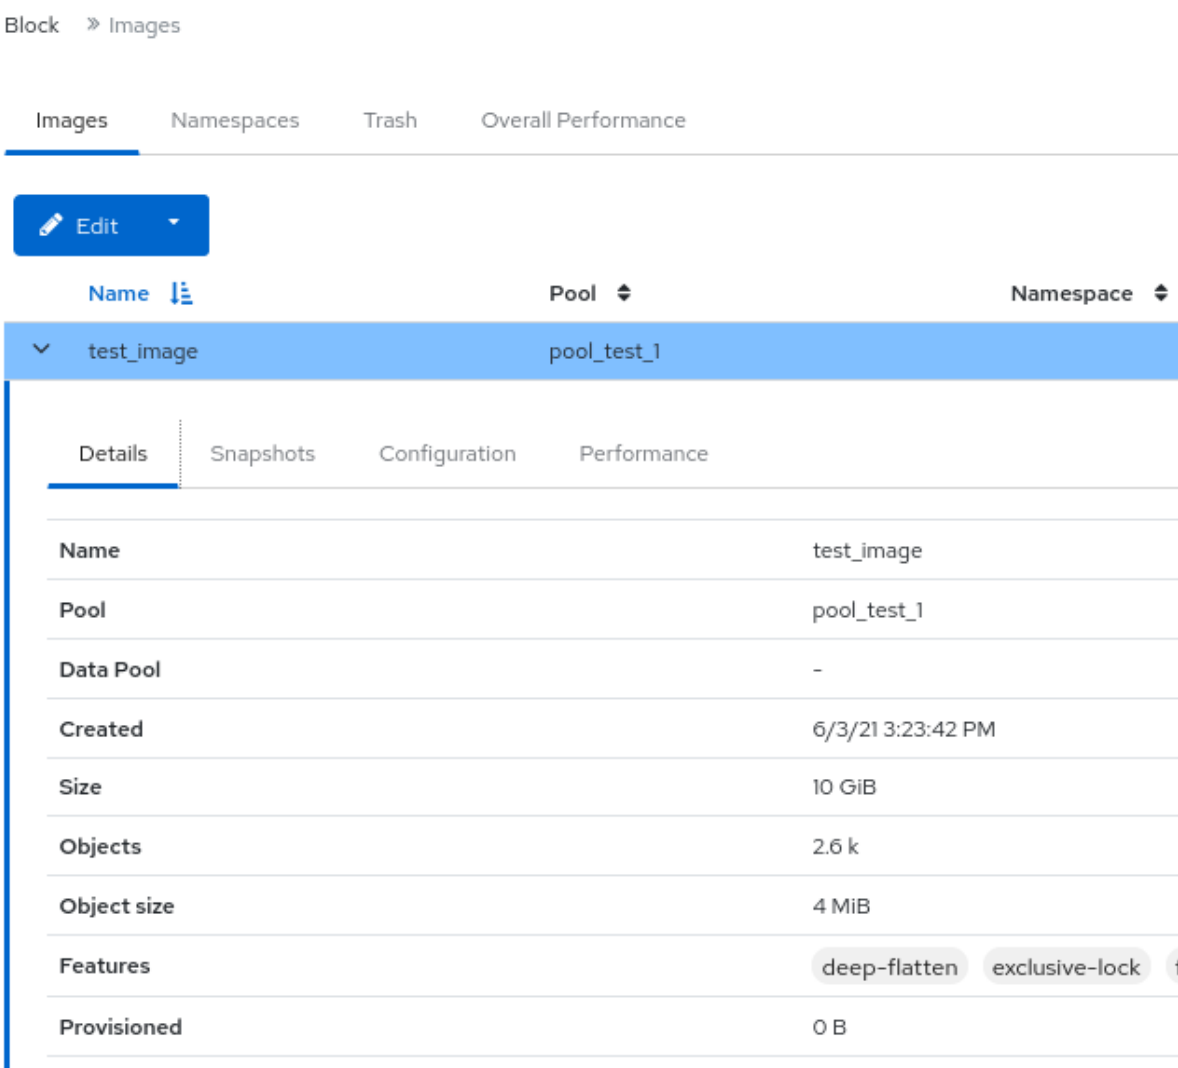 Block » Images
Images Namespaces Trash Overall Performance
Edit
Name Pool Namespace
test_image pool_test_1
Details Snapshots Configuration Performance
Name test_image
Pool pool_test_1
Data Pool -
Created 6/3/21 3:23:42 PM
Size 10 GiB
Objects 2.6 k
Object size 4 MiB
Features deep-flatten exclusive-lock
Provisioned 0 B